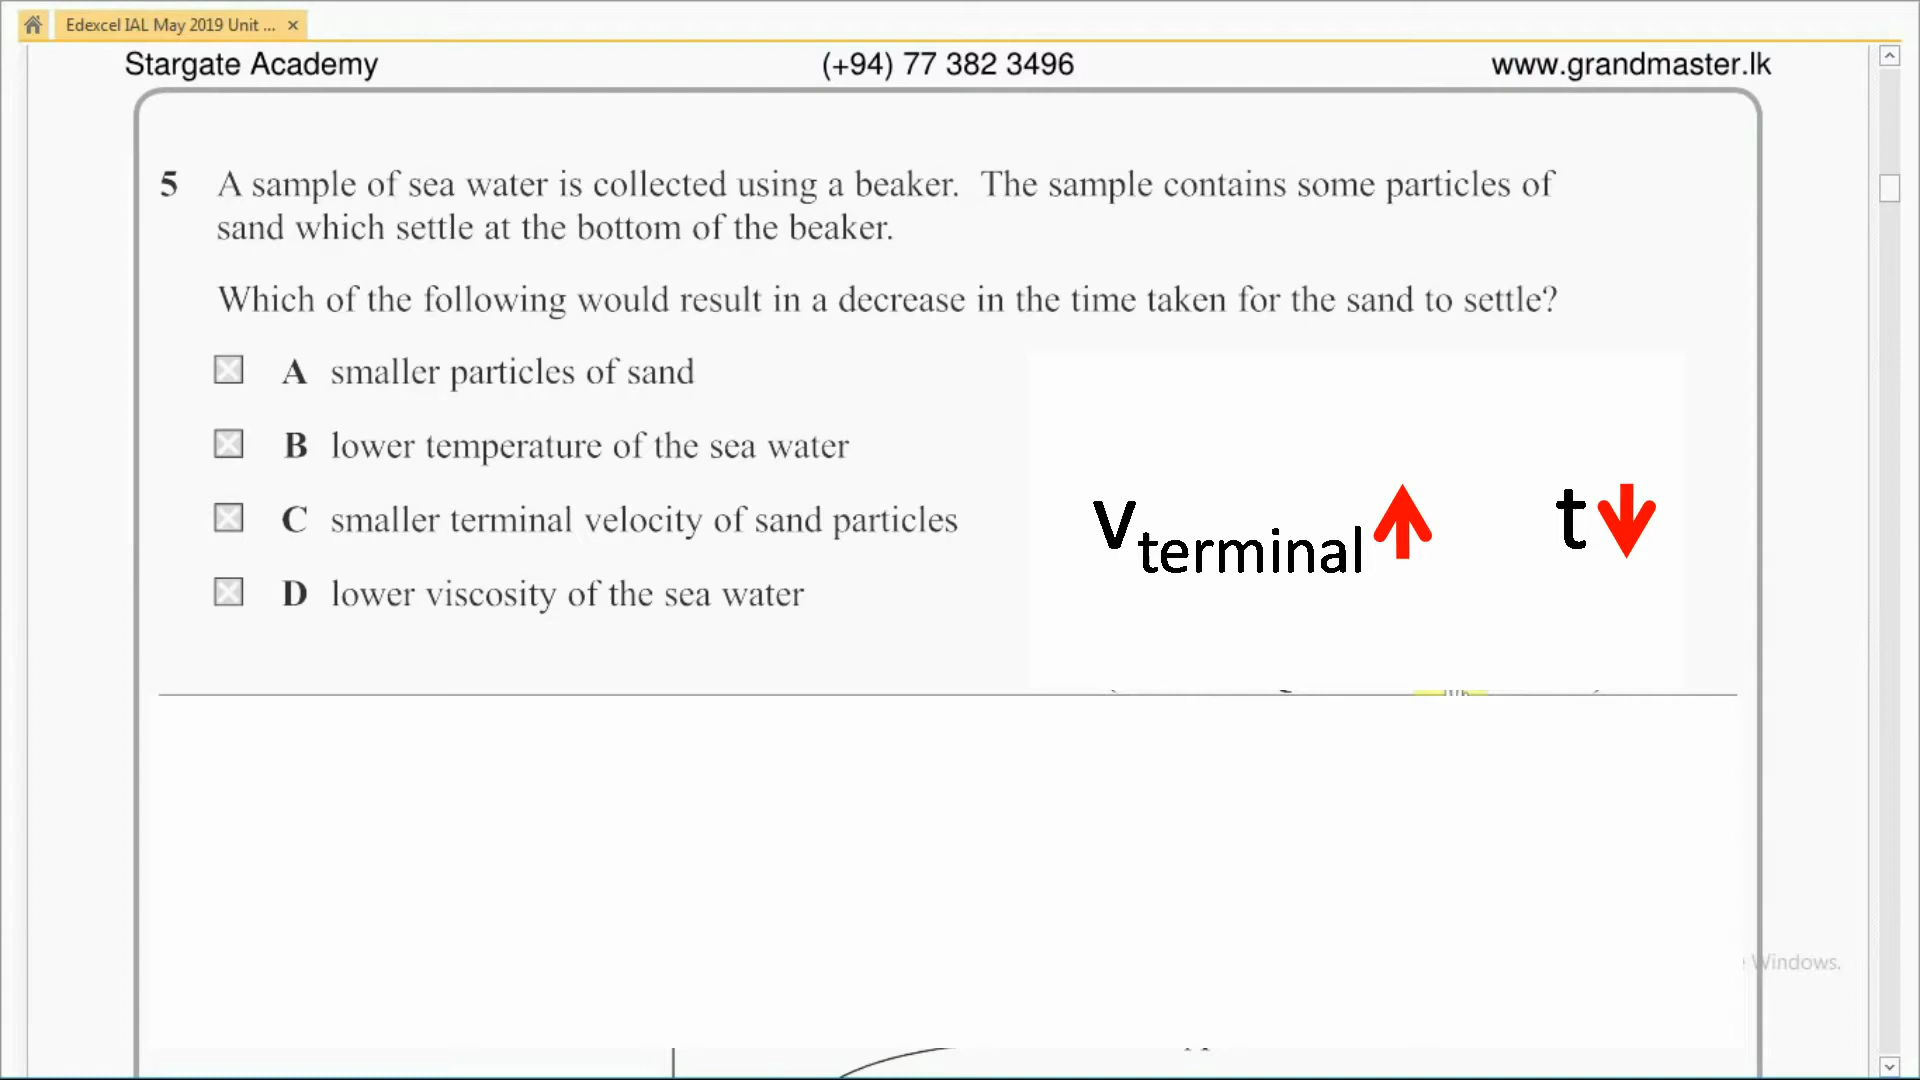 Edexcel IAL May 2019 Unit ... ×
Stargate Academy (+94) 77 382 3496 www.grandmaster.lk
5 A sample of sea water is collected using a beaker. The sample contains some particles of
sand which settle at the bottom of the beaker.
Which of the following would result in a decrease in the time taken for the sand to settle?
A smaller particles of sand
B lower temperature of the sea water
C smaller terminal velocity of sand particles
D lower viscosity of the sea water
v terminal ↑ t ↓
Windows.